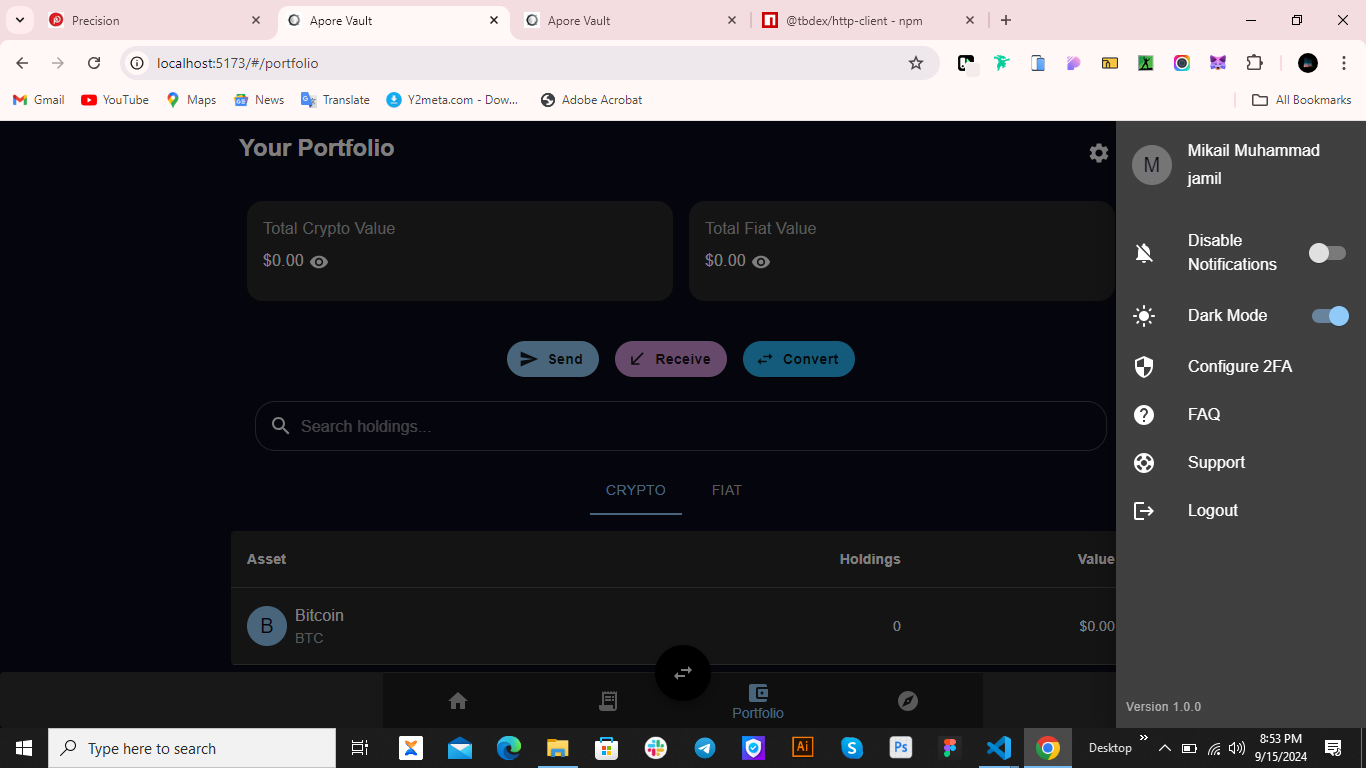 Precision
Apore Vault
Apore Vault
@tbdex/http-client - npm
localhost:5173/#/portfolio
Gmail
YouTube
Maps
News
Translate
Y2meta.com - Dow...
Adobe Acrobat
All Bookmarks
Your Portfolio
Total Crypto Value
$0.00
Total Fiat Value
$0.00
Send
Receive
Convert
Search holdings...
CRYPTO
FIAT
Asset
Holdings
Value
B
Bitcoin
BTC
0
$0.00
Portfolio
M
Mikail Muhammad
jamil
Disable
Notifications
Dark Mode
Configure 2FA
FAQ
Support
Logout
Version 1.0.0
Type here to search
Ai
Ps
Desktop
8:53 PM
9/15/2024